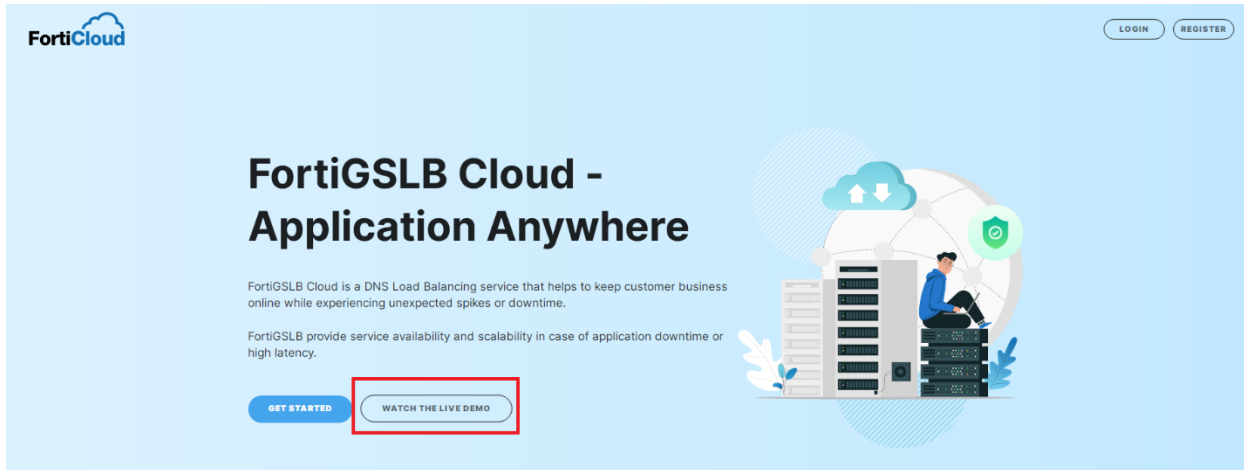 FortiCloud
LOGIN
REGISTER
FortiGSLB Cloud -
Application Anywhere
FortiGSLB Cloud is a DNS Load Balancing service that helps to keep customer business
online while experiencing unexpected spikes or downtime.
FortiGSLB provide service availability and scalability in case of application downtime or
high latency.
GET STARTED
WATCH THE LIVE DEMO